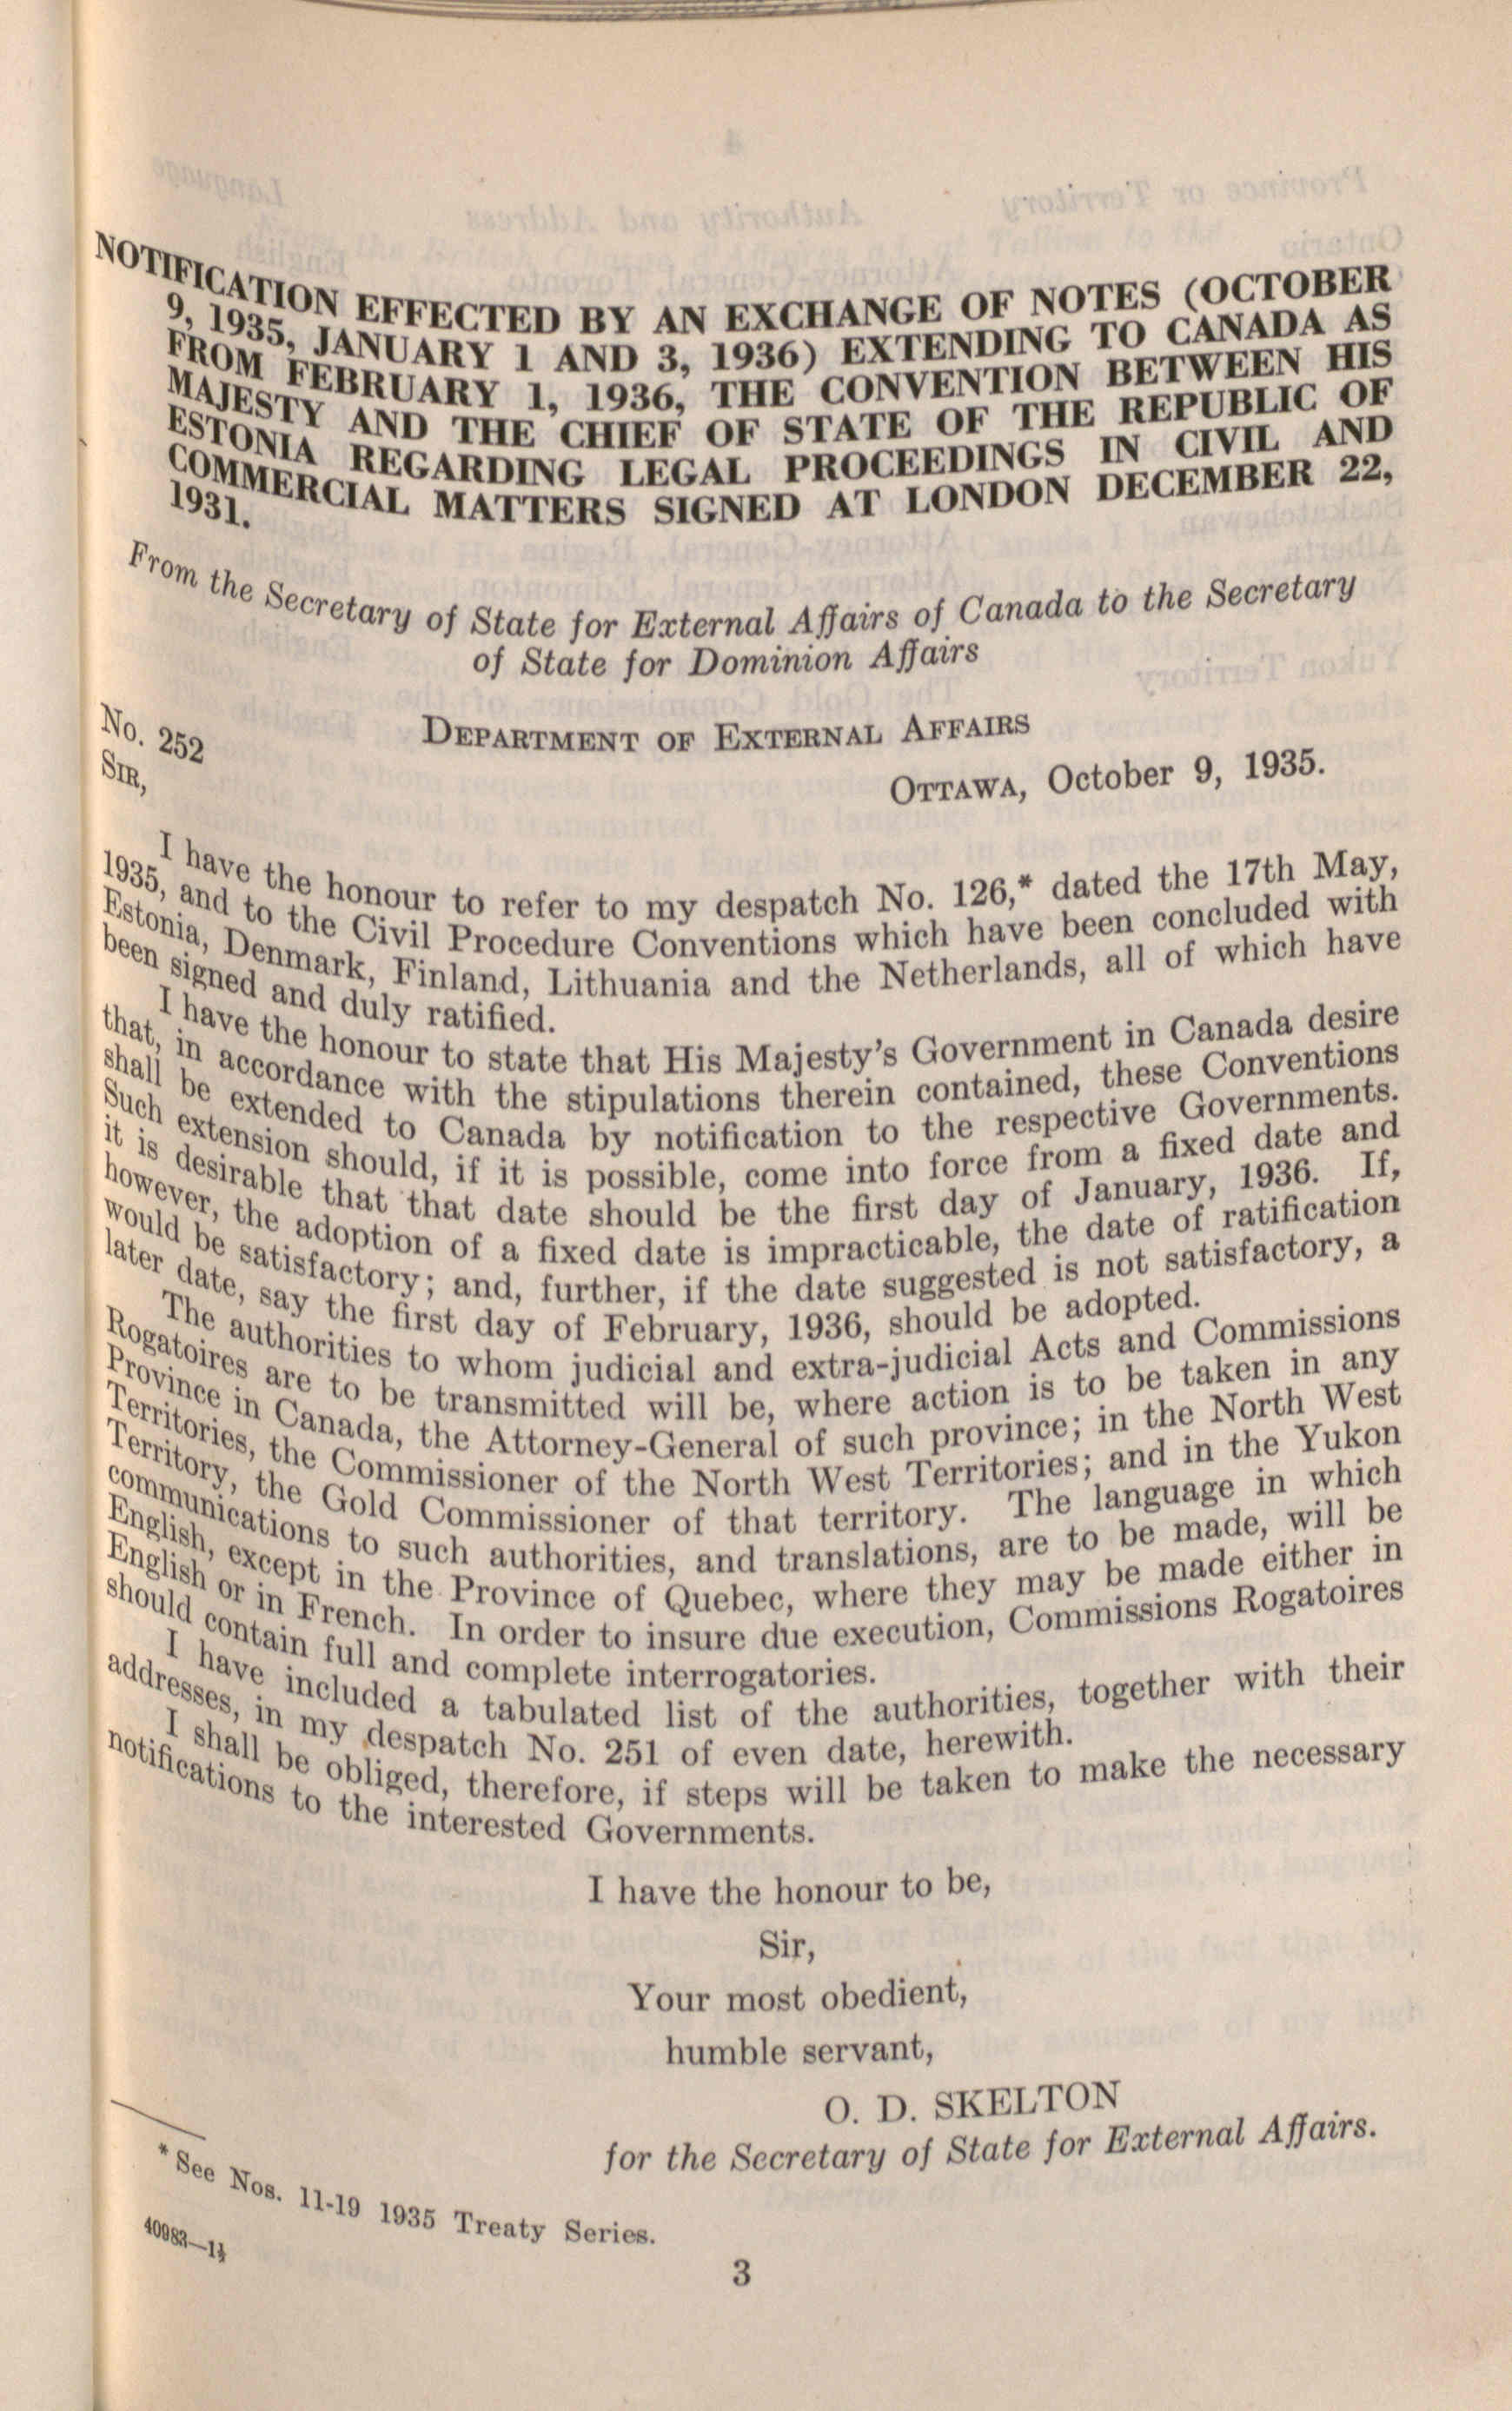 NOTIFICATION EFFECTED BY AN EXCHANGE OF NOTES (OCTOBER
9, 1935, JANUARY 1 AND 3, 1936) EXTENDING TO CANADA AS
FROM FEBRUARY 1, 1936, THE CONVENTION BETWEEN HIS
MAJESTY AND THE CHIEF OF STATE OF THE REPUBLIC OF
ESTONIA REGARDING LEGAL PROCEEDINGS IN CIVIL AND
COMMERCIAL MATTERS SIGNED AT LONDON DECEMBER 22,
1931.
From the Secretary of State for External Affairs of Canada to the Secretary
of State for Dominion Affairs
DEPARTMENT OF EXTERNAL AFFAIRS
No. 252
OTTAWA, October 9, 1935.
SIR,
I have the honour to refer to my despatch No. 126,* dated the 17th May,
1935, and to the Civil Procedure Conventions which have been concluded with
Estonia, Denmark, Finland, Lithuania and the Netherlands, all of which have
been signed and duly ratified.
I have the honour to state that His Majesty's Government in Canada desire
that, in accordance with the stipulations therein contained, these Conventions
shall be extended to Canada by notification to the respective Governments.
Such extension should, if it is possible, come into force from a fixed date and
it is desirable that that date should be the first day of January, 1936. If,
however, the adoption of a fixed date is impracticable, the date of ratification
would be satisfactory; and, further, if the date suggested is not satisfactory, a
later date, say the first day of February, 1936, should be adopted.
The authorities to whom judicial and extra-judicial Acts and Commissions
Rogatoires are to be transmitted will be, where action is to be taken in any
Province in Canada, the Attorney-General of such province; in the North West
Territories, the Commissioner of the North West Territories; and in the Yukon
Territory, the Gold Commissioner of that territory. The language in which
communications to such authorities, and translations, are to be made, will be
English, except in the Province of Quebec, where they may be made either in
English or in French. In order to insure due execution, Commissions Rogatoires
should contain full and complete interrogatories.
I have included a tabulated list of the authorities, together with their
addresses, in my despatch No. 251 of even date, herewith.
I shall be obliged, therefore, if steps will be taken to make the necessary
notifications to the interested Governments.
I have the honour to be,
Sir,
Your most obedient,
humble servant,
O. D. SKELTON
for the Secretary of State for External Affairs.
* See Nos. 11-19 1935 Treaty Series.
40983—1½
3